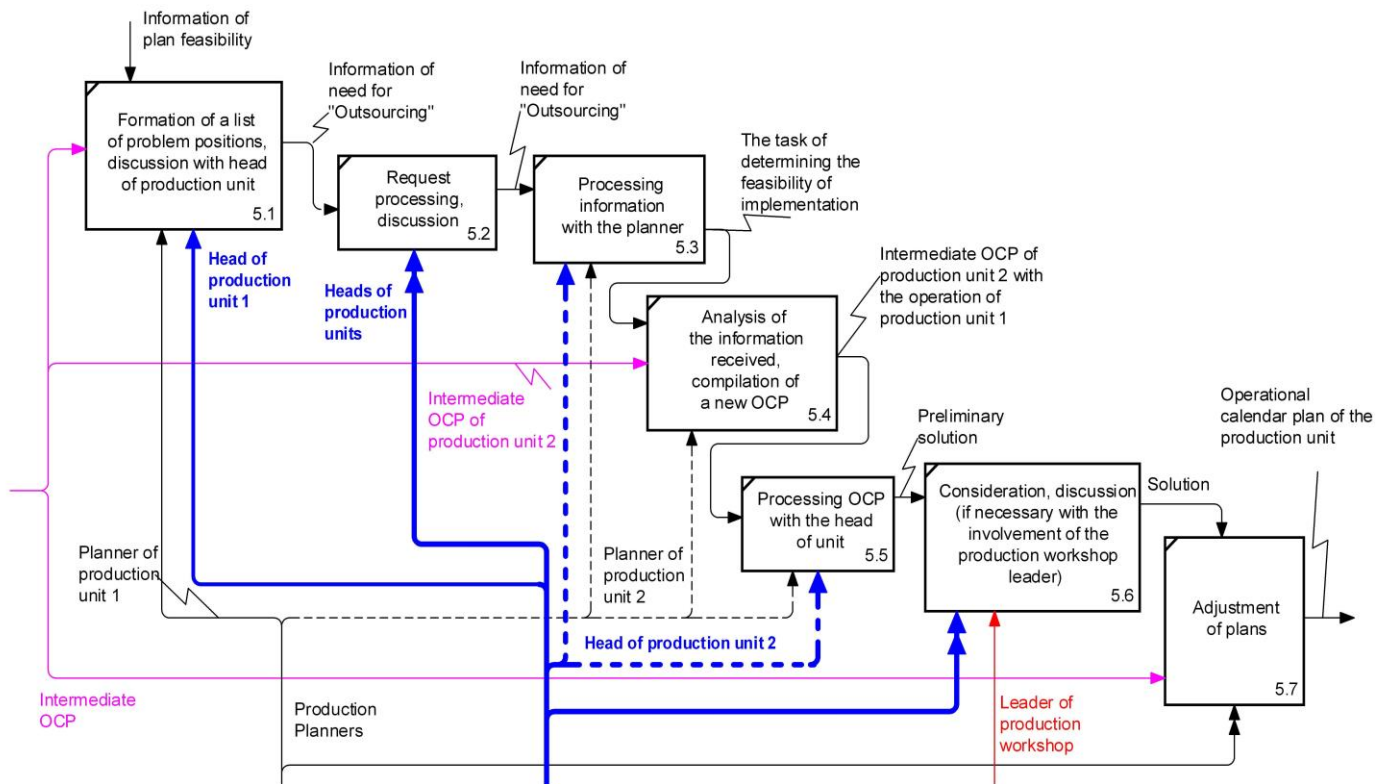 Information of
plan feasibility
Formation of a list
of problem positions,
discussion with head
of production unit
5.1
Information of
need for
"Outsourcing"
Request
processing,
discussion
5.2
Information of
need for
"Outsourcing"
Processing
information
with the planner
5.3
The task of
determining the
feasibility of
implementation
Head of
production
unit 1
Heads of
production
units
Analysis of
the information
received,
compilation of
a new OCP
5.4
Intermediate OCP of
production unit 2 with
the operation of
production unit 1
Intermediate
OCP of
production unit 2
Preliminary
solution
Operational
calendar plan of the
production unit
Processing OCP
with the head
of unit
5.5
Consideration, discussion
(if necessary with the
involvement of the
production workshop
leader)
5.6
Solution
Planner of
production
unit 1
Planner of
production
unit 2
Adjustment
of plans
5.7
Head of production unit 2
Intermediate
OCP
Production
Planners
Leader of
production
workshop